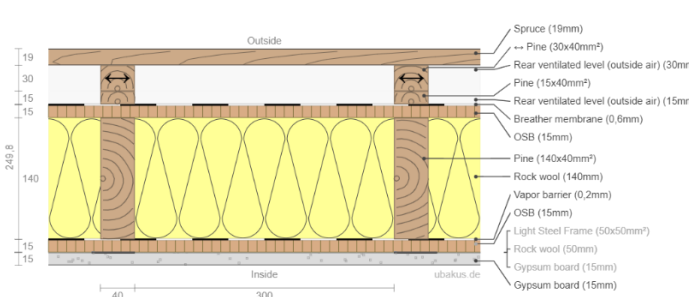 Outside
Spruce (19mm)
↔ Pine (30x40mm²)
Rear ventilated level (outside air) (30mm
Pine (15x40mm²)
Rear ventilated level (outside air) (15mm
Breather membrane (0,6mm)
OSB (15mm)
Pine (140x40mm²)
Rock wool (140mm)
Vapor barrier (0,2mm)
OSB (15mm)
Light Steel Frame (50x50mm²)
Rock wool (50mm)
Gypsum board (15mm)
Gypsum board (15mm)
19
30
15
15
249,8
140
15
15
Inside
ubakus.de
40
300